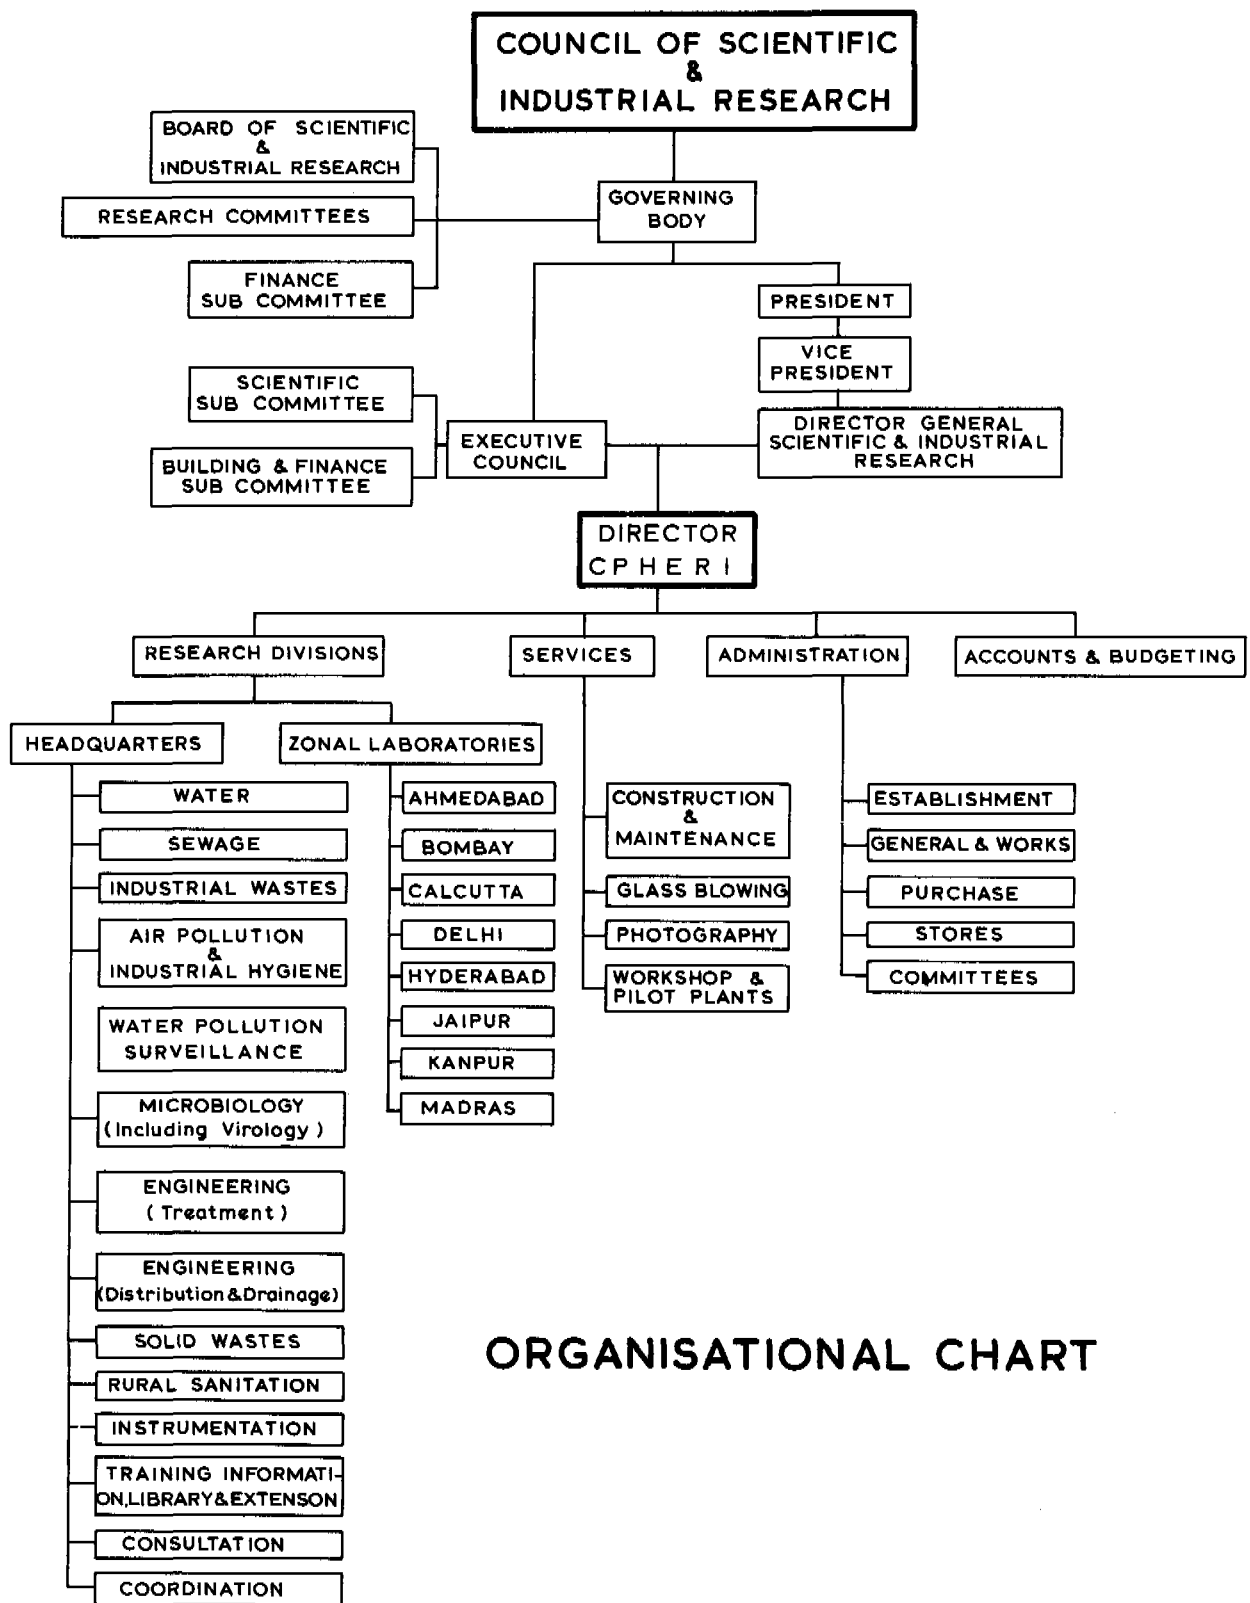 COUNCIL OF SCIENTIFIC
&
INDUSTRIAL RESEARCH
BOARD OF SCIENTIFIC
&
INDUSTRIAL RESEARCH
RESEARCH COMMITTEES
FINANCE
SUB COMMITTEE
GOVERNING
BODY
PRESIDENT
VICE
PRESIDENT
SCIENTIFIC
SUB COMMITTEE
BUILDING & FINANCE
SUB COMMITTEE
EXECUTIVE
COUNCIL
DIRECTOR GENERAL
SCIENTIFIC & INDUSTRIAL
RESEARCH
DIRECTOR
CPHERI
RESEARCH DIVISIONS
SERVICES
ADMINISTRATION
ACCOUNTS & BUDGETING
HEADQUARTERS
ZONAL LABORATORIES
WATER
SEWAGE
INDUSTRIAL WASTES
AIR POLLUTION
&
INDUSTRIAL HYGIENE
WATER POLLUTION
SURVEILLANCE
MICROBIOLOGY
(Including Virology)
ENGINEERING
(Treatment)
ENGINEERING
(Distribution&Drainage)
SOLID WASTES
RURAL SANITATION
INSTRUMENTATION
TRAINING INFORMATI-
ON,LIBRARY&EXTENSON
CONSULTATION
COORDINATION
AHMEDABAD
BOMBAY
CALCUTTA
DELHI
HYDERABAD
JAIPUR
KANPUR
MADRAS
CONSTRUCTION
&
MAINTENANCE
GLASS BLOWING
PHOTOGRAPHY
WORKSHOP &
PILOT PLANTS
ESTABLISHMENT
GENERAL & WORKS
PURCHASE
STORES
COMMITTEES
ORGANISATIONAL CHART